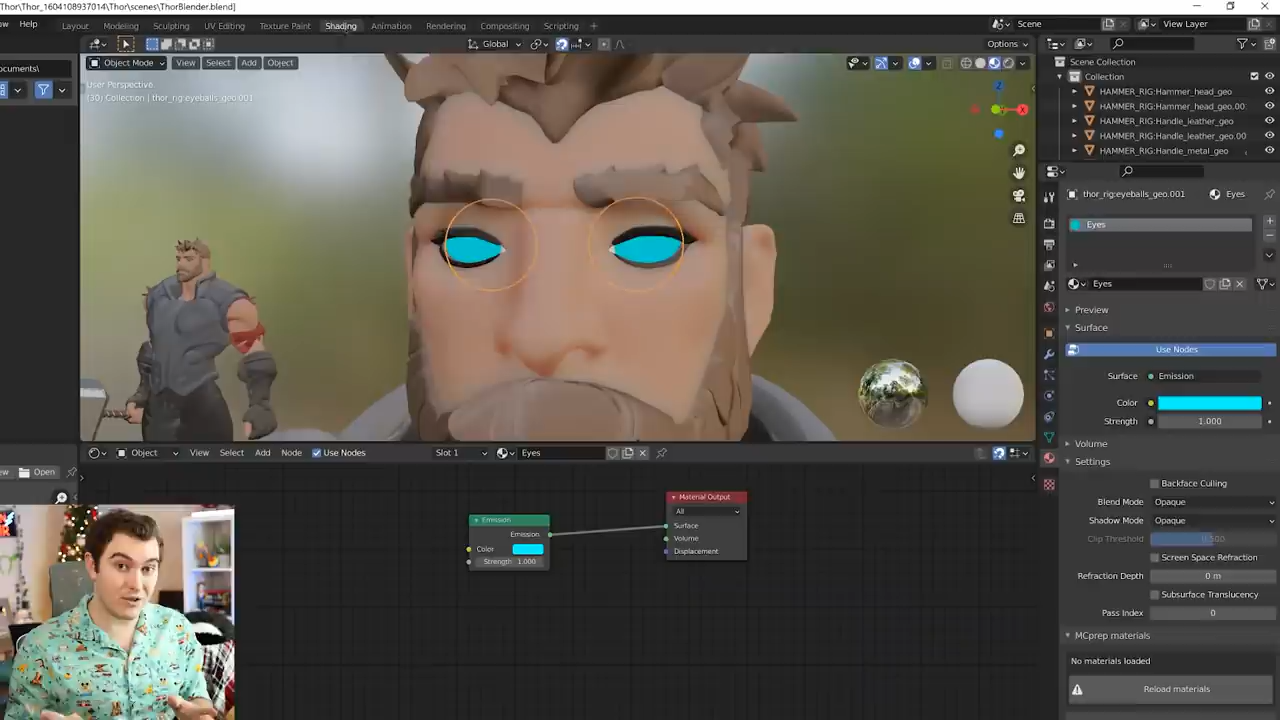 Thor\Thor_1604108937014\Thor\scenes\ThorBlender.blend]
Help
Layout Modeling Sculpting UV Editing Texture Paint Shading Animation Rendering Compositing Scripting +
Scene
View Layer
Global
Options
Object Mode View Select Add Object
ocuments\
User Perspective
(30) Collection | thor_rig:eyeballs_geo.001
X
Z
Scene Collection
Collection
HAMMER_RIG:Hammer_head_geo
HAMMER_RIG:Hammer_head_geo.00
HAMMER_RIG:Handle_leather_geo
HAMMER_RIG:Handle_leather_geo.00
HAMMER_RIG:Handle_metal_geo
thor_rig:eyeballs_geo.001 Eyes
Eyes
Eyes
Preview
Surface
Use Nodes
Surface Emission
Color
Strength 1.000
Volume
Settings
Backface Culling
Blend Mode Opaque
Shadow Mode Opaque
Clip Threshold 0.500
Screen Space Refraction
Refraction Depth 0 m
Subsurface Translucency
Pass Index 0
MCprep materials
No materials loaded
Reload materials
Object View Select Add Node Use Nodes Slot 1 Eyes
Open
Emission
Emission
Color
Strength 1.000
Material Output
All
Surface
Volume
Displacement